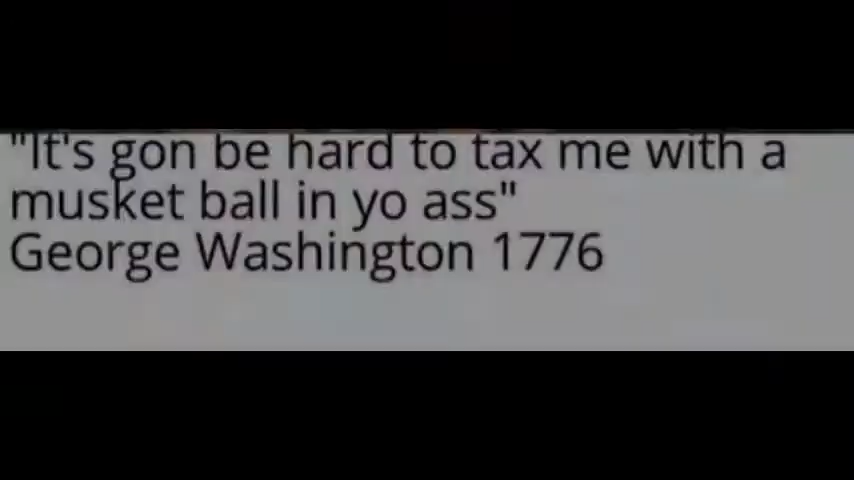 "It's gon be hard to tax me with a
musket ball in yo ass"
George Washington 1776